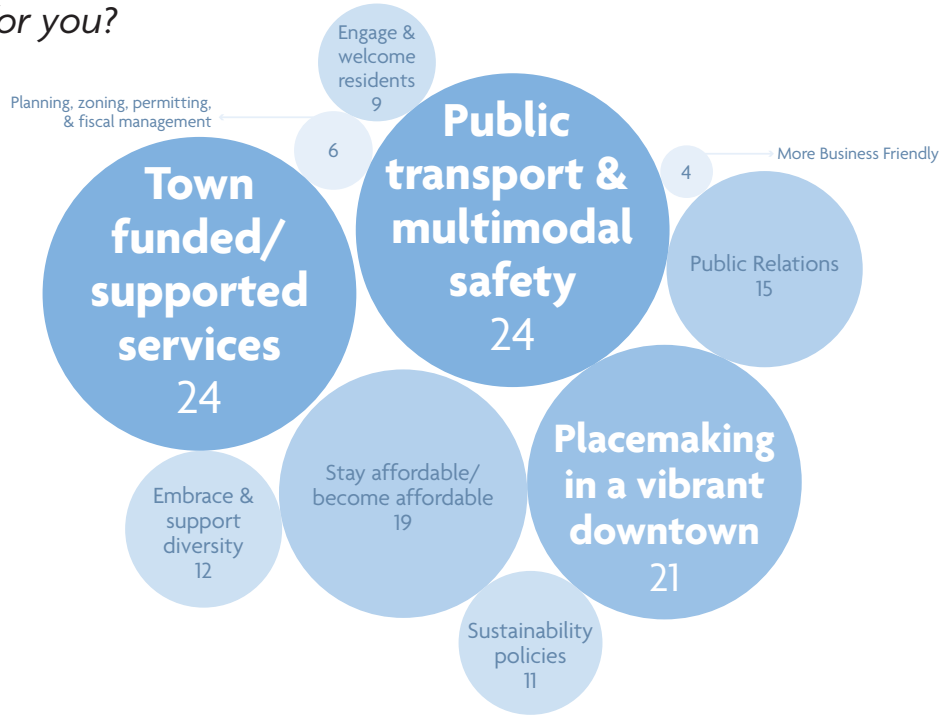 or you?
Engage &
welcome
residents
9
Planning, zoning, permitting,
& fiscal management
6
Public
transport &
multimodal
safety
24
4
More Business Friendly
Town
funded/
supported
services
24
Public Relations
15
Placemaking
in a vibrant
downtown
21
Stay affordable/
become affordable
19
Embrace &
support
diversity
12
Sustainability
policies
11